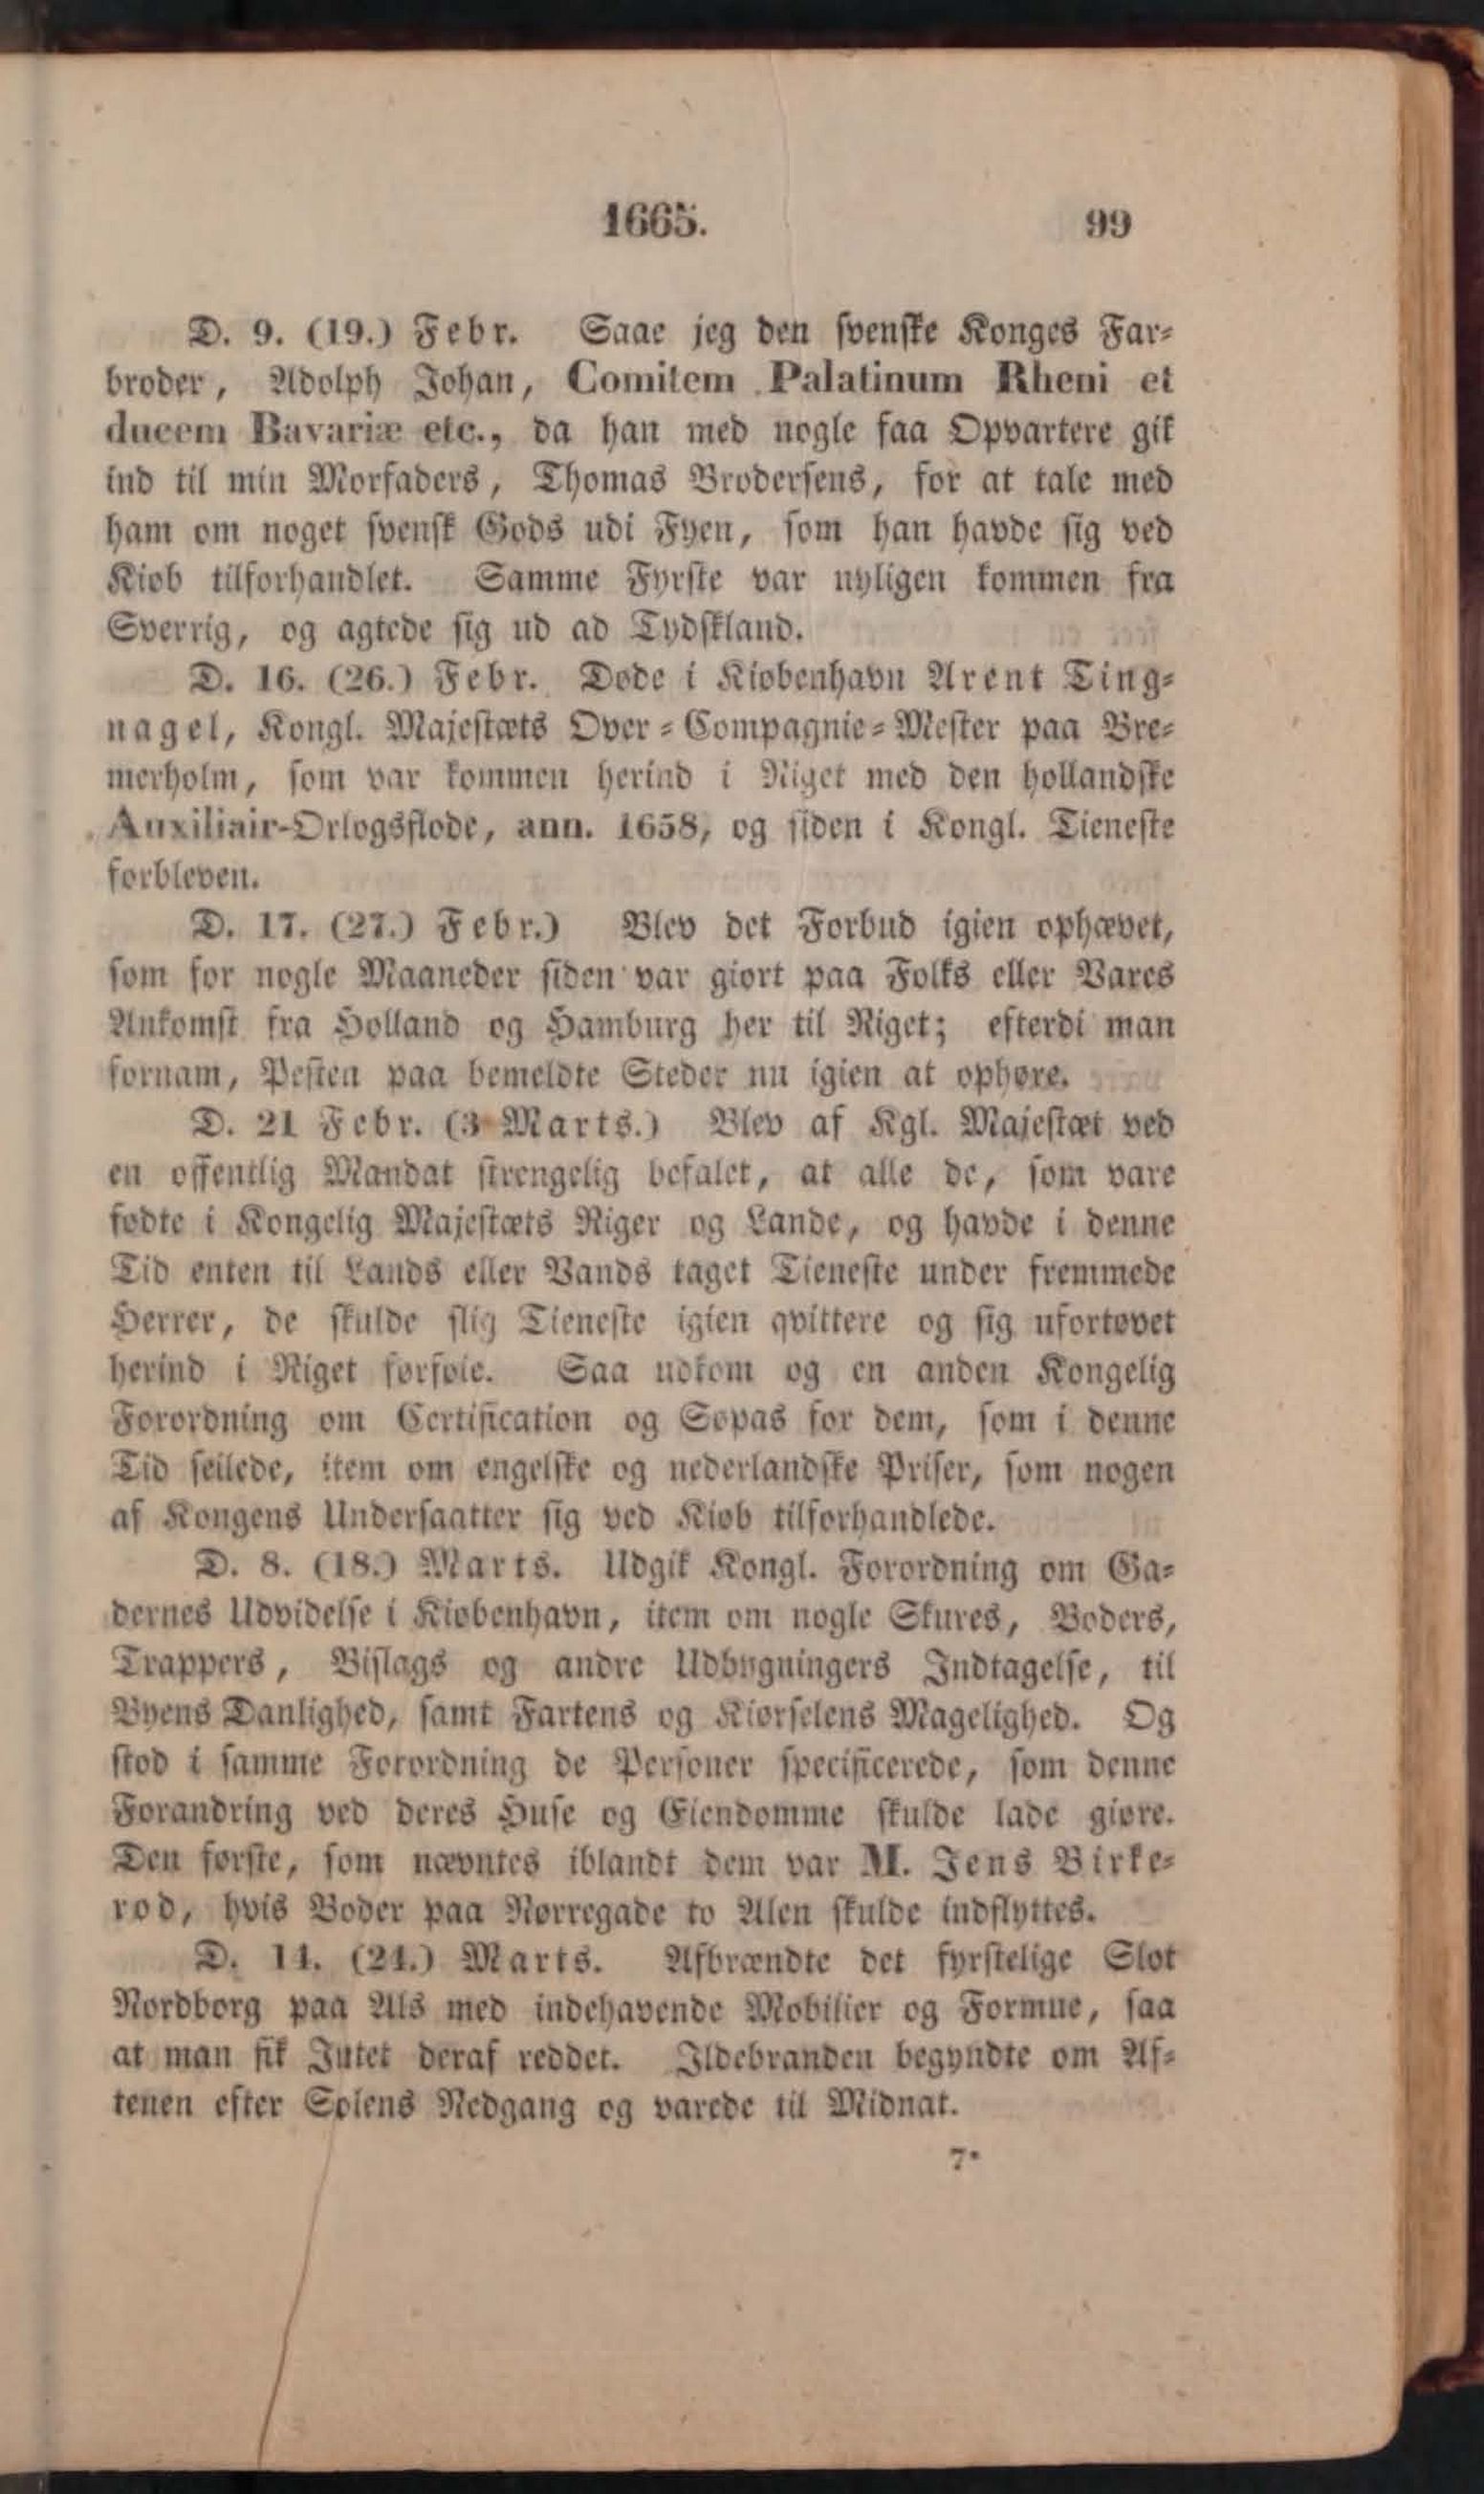 1665. 99
D. 9. (19.) Febr. Saae jeg den svenske Konges Far-
broder, Adolph Johan, Comitem Palatinum Rheni et
ducem Bavariæ etc., da han med nogle faa Opvartere gik
ind til min Morfaders, Thomas Brodersens, for at tale med
ham om noget svensk Gods udi Fyen, som han havde sig ved
Kiøb tilforhandlet. Samme Fyrste var nyligen kommen fra
Sverrig, og agtede sig ud ad Tydskland.
D. 16. (26.) Febr. Døde i Kiøbenhavn Arent Ting-
nagel, Kongl. Majestæts Over-Compagnie-Mester paa Bre-
merholm, som var kommen herind i Riget med den hollandske
Auxiliair-Orlogsflode, ann. 1658, og siden i Kongl. Tieneste
forbleven.
D. 17. (27.) Febr.) Blev det Forbud igien ophævet,
som for nogle Maaneder siden var giort paa Folks eller Vares
Ankomst fra Holland og Hamburg her til Riget; efterdi man
fornam, Pesten paa bemeldte Steder nu igien at ophøre.
D. 21 Febr. (3 Marts.) Blev af Kgl. Majestæt ved
en offentlig Mandat strengelig befalet, at alle de, som vare
fødte i Kongelig Majestæts Riger og Lande, og havde i denne
Tid enten til Lands eller Vands taget Tieneste under fremmede
Herrer, de skulde slig Tieneste igien qvittere og sig ufortøvet
herind i Riget forføie. Saa udkom og en anden Kongelig
Forordning om Certification og Søpas for dem, som i denne
Tid seilede, item om engelske og nederlandske Priser, som nogen
af Kongens Undersaatter sig ved Kiøb tilforhandlede.
D. 8. (18.) Marts. Udgik Kongl. Forordning om Ga-
dernes Udvidelse i Kiøbenhavn, item om nogle Skures, Boders,
Trappers, Bislags og andre Udbygningers Indtagelse, til
Byens Danlighed, samt Fartens og Kiørselens Magelighed. Og
stod i samme Forordning de Personer specificerede, som denne
Forandring ved deres Huse og Eiendomme skulde lade giøre.
Den første, som nævntes iblandt dem var M. Jens Birke-
rod, hvis Boder paa Nørregade to Alen skulde indflyttes.
D. 14. (24.) Marts. Afbrændte det fyrstelige Slot
Nordborg paa Als med indehavende Mobilier og Formue, saa
at man fik Intet deraf reddet. Ildebranden begyndte om Af-
tenen efter Solens Nedgang og varede til Midnat.
7*